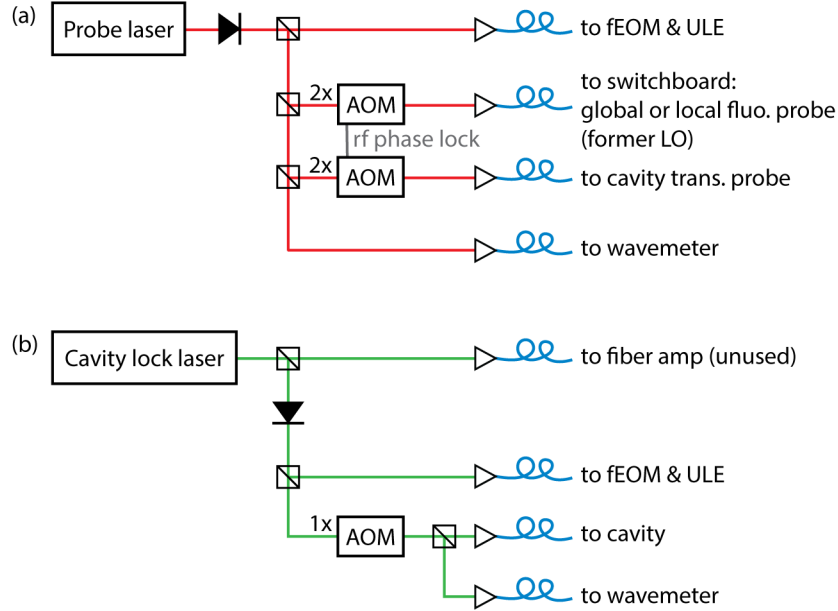 (a)
Probe laser
to fEOM & ULE
2x
AOM
to switchboard:
global or local fluo. probe
(former LO)
rf phase lock
2x
AOM
to cavity trans. probe
to wavemeter
(b)
Cavity lock laser
to fiber amp (unused)
to fEOM & ULE
1x
AOM
to cavity
to wavemeter